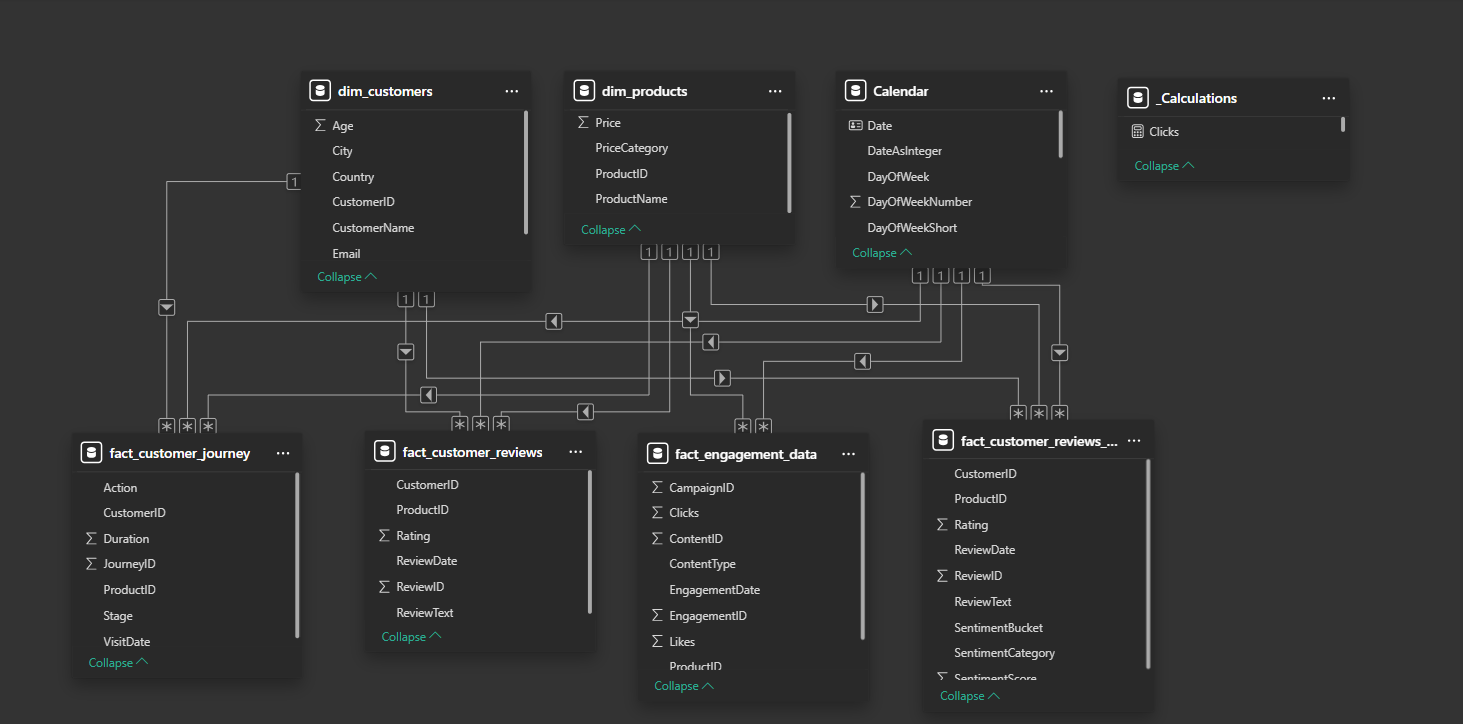 dim_customers
Age
City
Country
CustomerID
CustomerName
Email
Collapse
dim_products
Price
PriceCategory
ProductID
ProductName
Collapse
Calendar
Date
DateAsInteger
DayOfWeek
DayOfWeekNumber
DayOfWeekShort
Collapse
_Calculations
Clicks
Collapse
1
1 1
1 1 1 1
1 1 1 1
* * *
* * *
* *
* * *
fact_customer_journey
Action
CustomerID
Duration
JourneyID
ProductID
Stage
VisitDate
Collapse
fact_customer_reviews
CustomerID
ProductID
Rating
ReviewDate
ReviewID
ReviewText
Collapse
fact_engagement_data
CampaignID
Clicks
ContentID
ContentType
EngagementDate
EngagementID
Likes
ProductID
Collapse
fact_customer_reviews_...
CustomerID
ProductID
Rating
ReviewDate
ReviewID
ReviewText
SentimentBucket
SentimentCategory
SentimentScore
Collapse